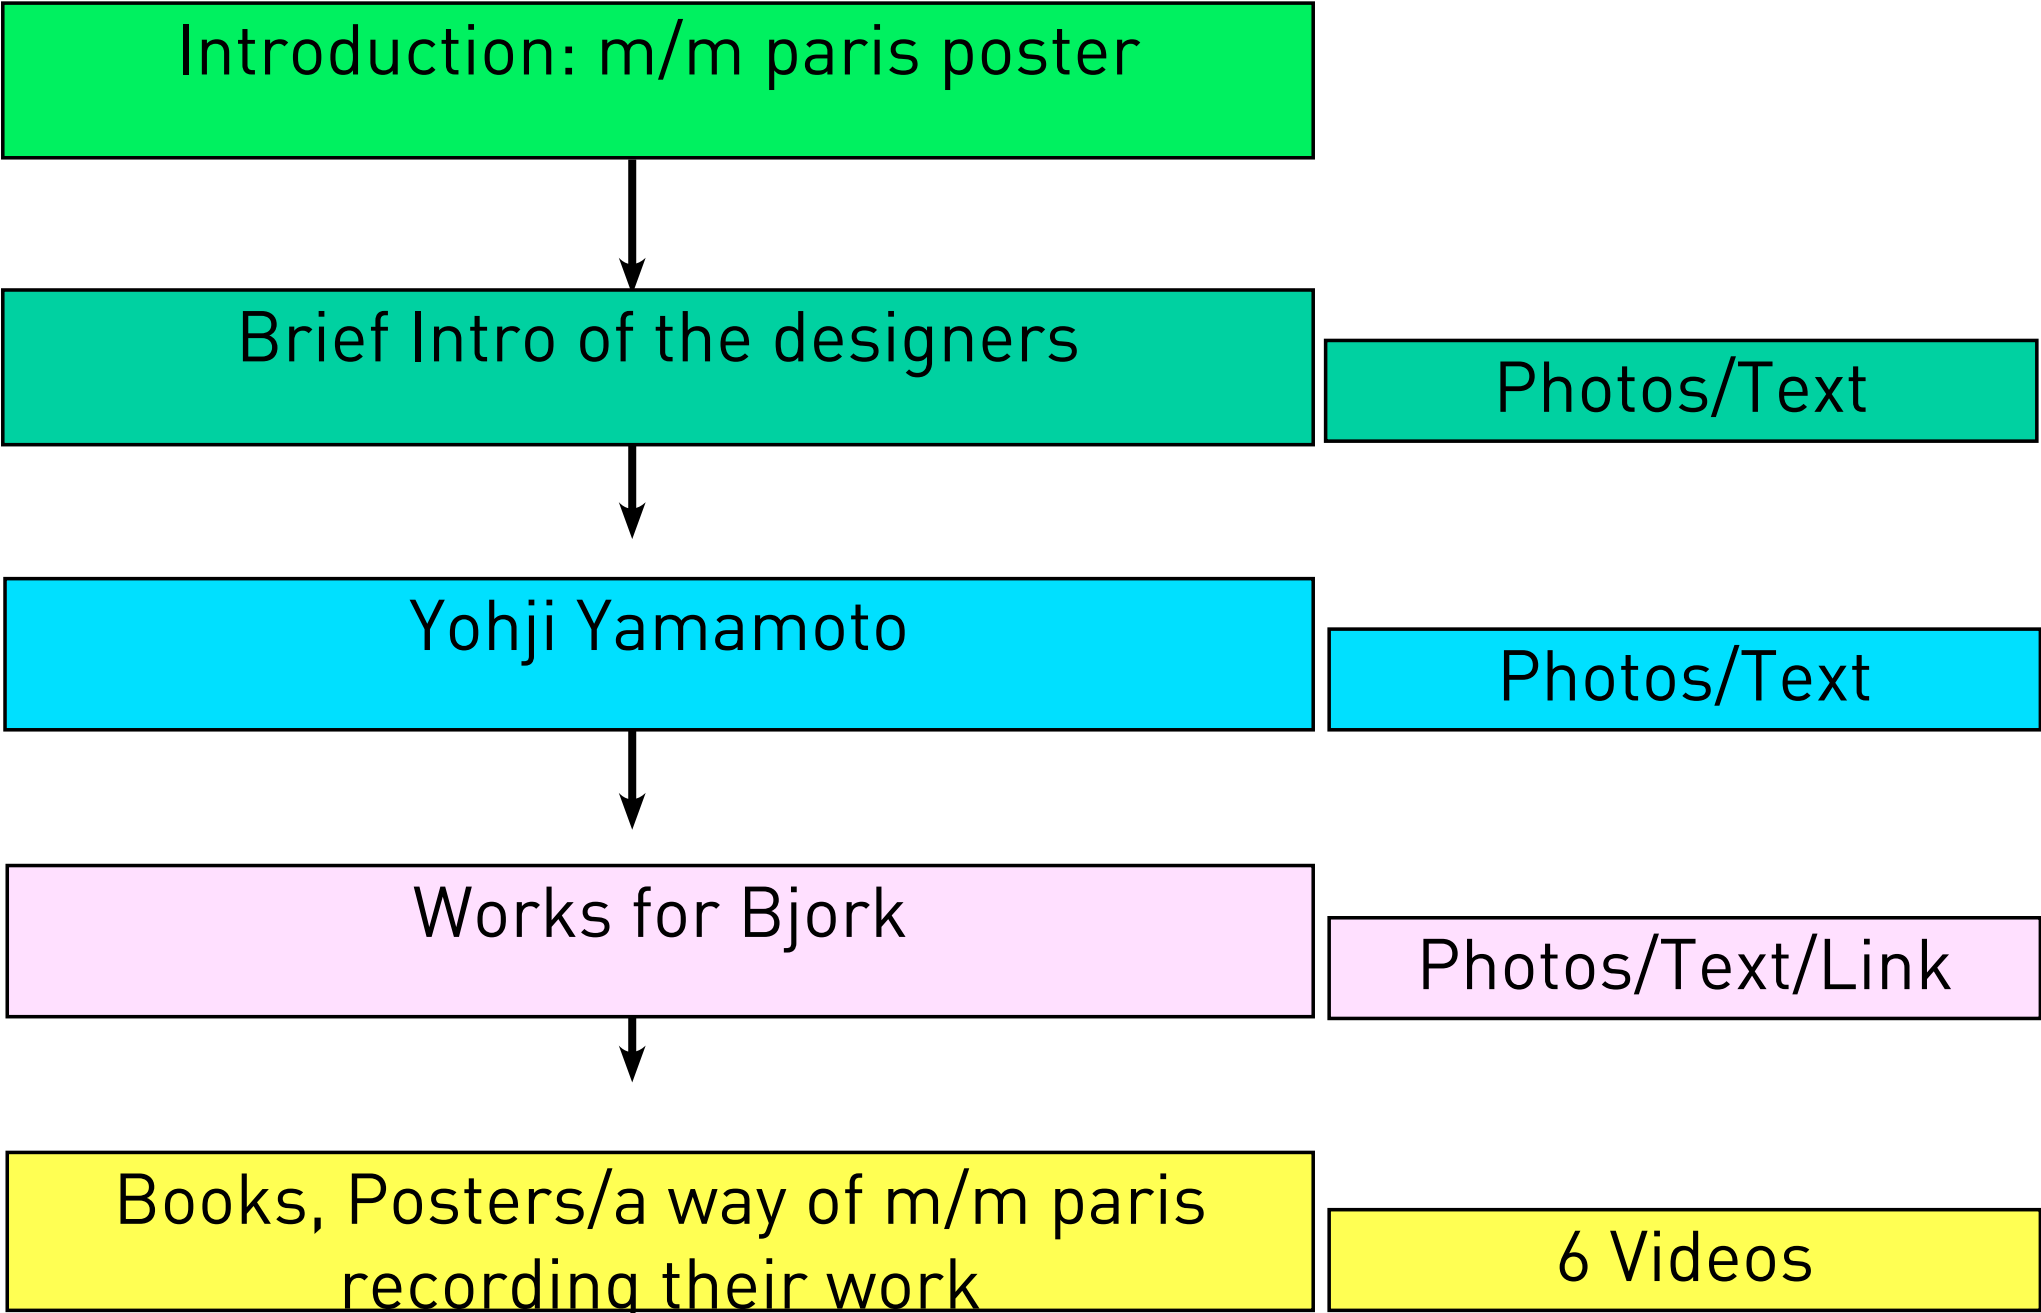 Introduction: m/m paris poster
Brief Intro of the designers
Photos/Text
Yohji Yamamoto
Photos/Text
Works for Bjork
Photos/Text/Link
Books, Posters/a way of m/m paris
recording their work
6 Videos